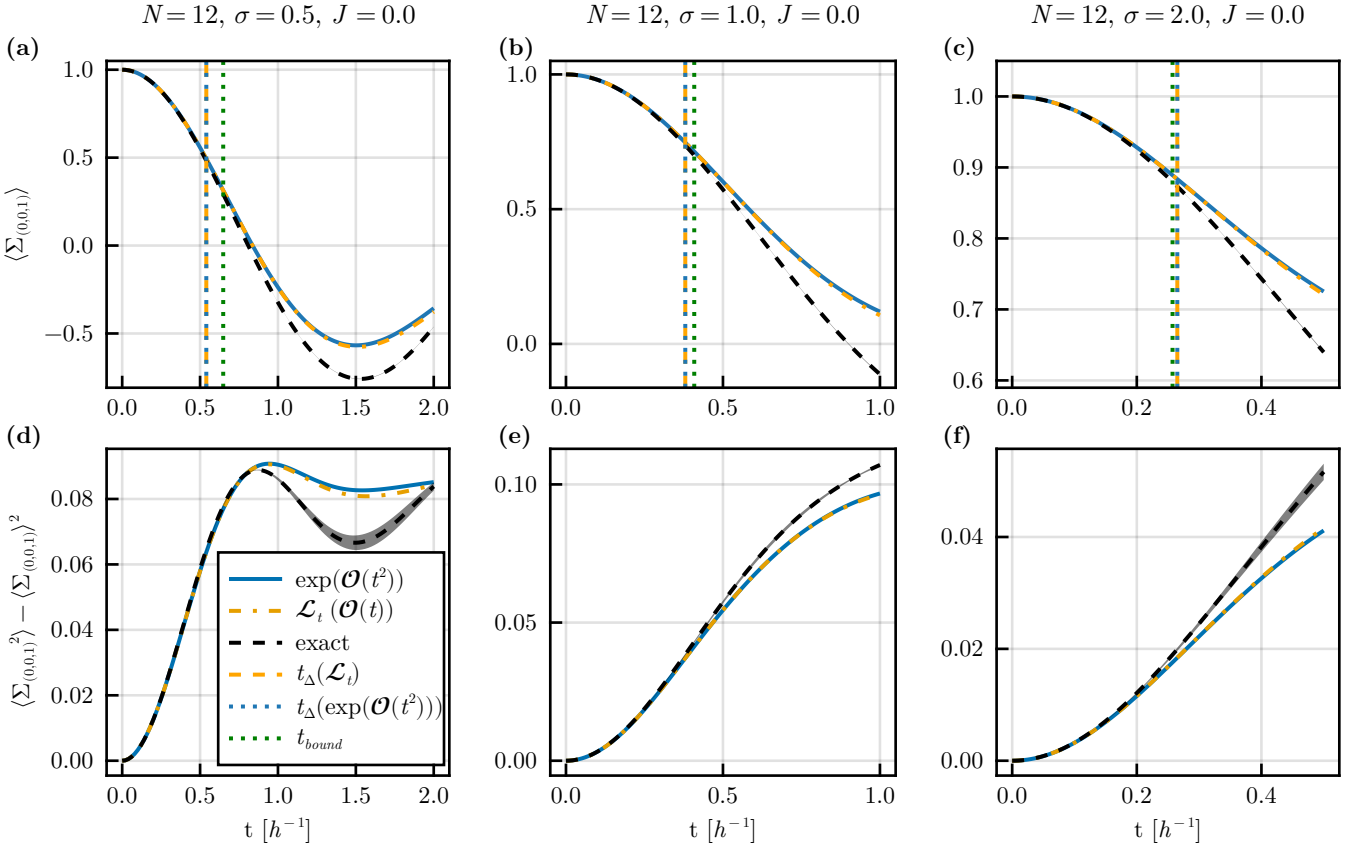 N = 12, σ = 0.5, J = 0.0
N = 12, σ = 1.0, J = 0.0
N = 12, σ = 2.0, J = 0.0
(a)
(b)
(c)
⟨Σ(0,0,1)⟩
1.0
0.5
0.0
−0.5
0.0 0.5 1.0 1.5 2.0
1.0
0.5
0.0
0.0 0.5 1.0
1.0
0.9
0.8
0.7
0.6
0.0 0.2 0.4
(d)
(e)
(f)
⟨Σ(0,0,1)²⟩ − ⟨Σ(0,0,1)⟩²
0.08
0.06
0.04
0.02
0.00
exp(𝓞(t²))
𝓛ₜ (𝓞(t))
exact
t_Δ(𝓛ₜ)
t_Δ(exp(𝓞(t²)))
t_bound
0.0 0.5 1.0 1.5 2.0
t [h⁻¹]
0.10
0.05
0.00
0.0 0.5 1.0
t [h⁻¹]
0.04
0.02
0.00
0.0 0.2 0.4
t [h⁻¹]